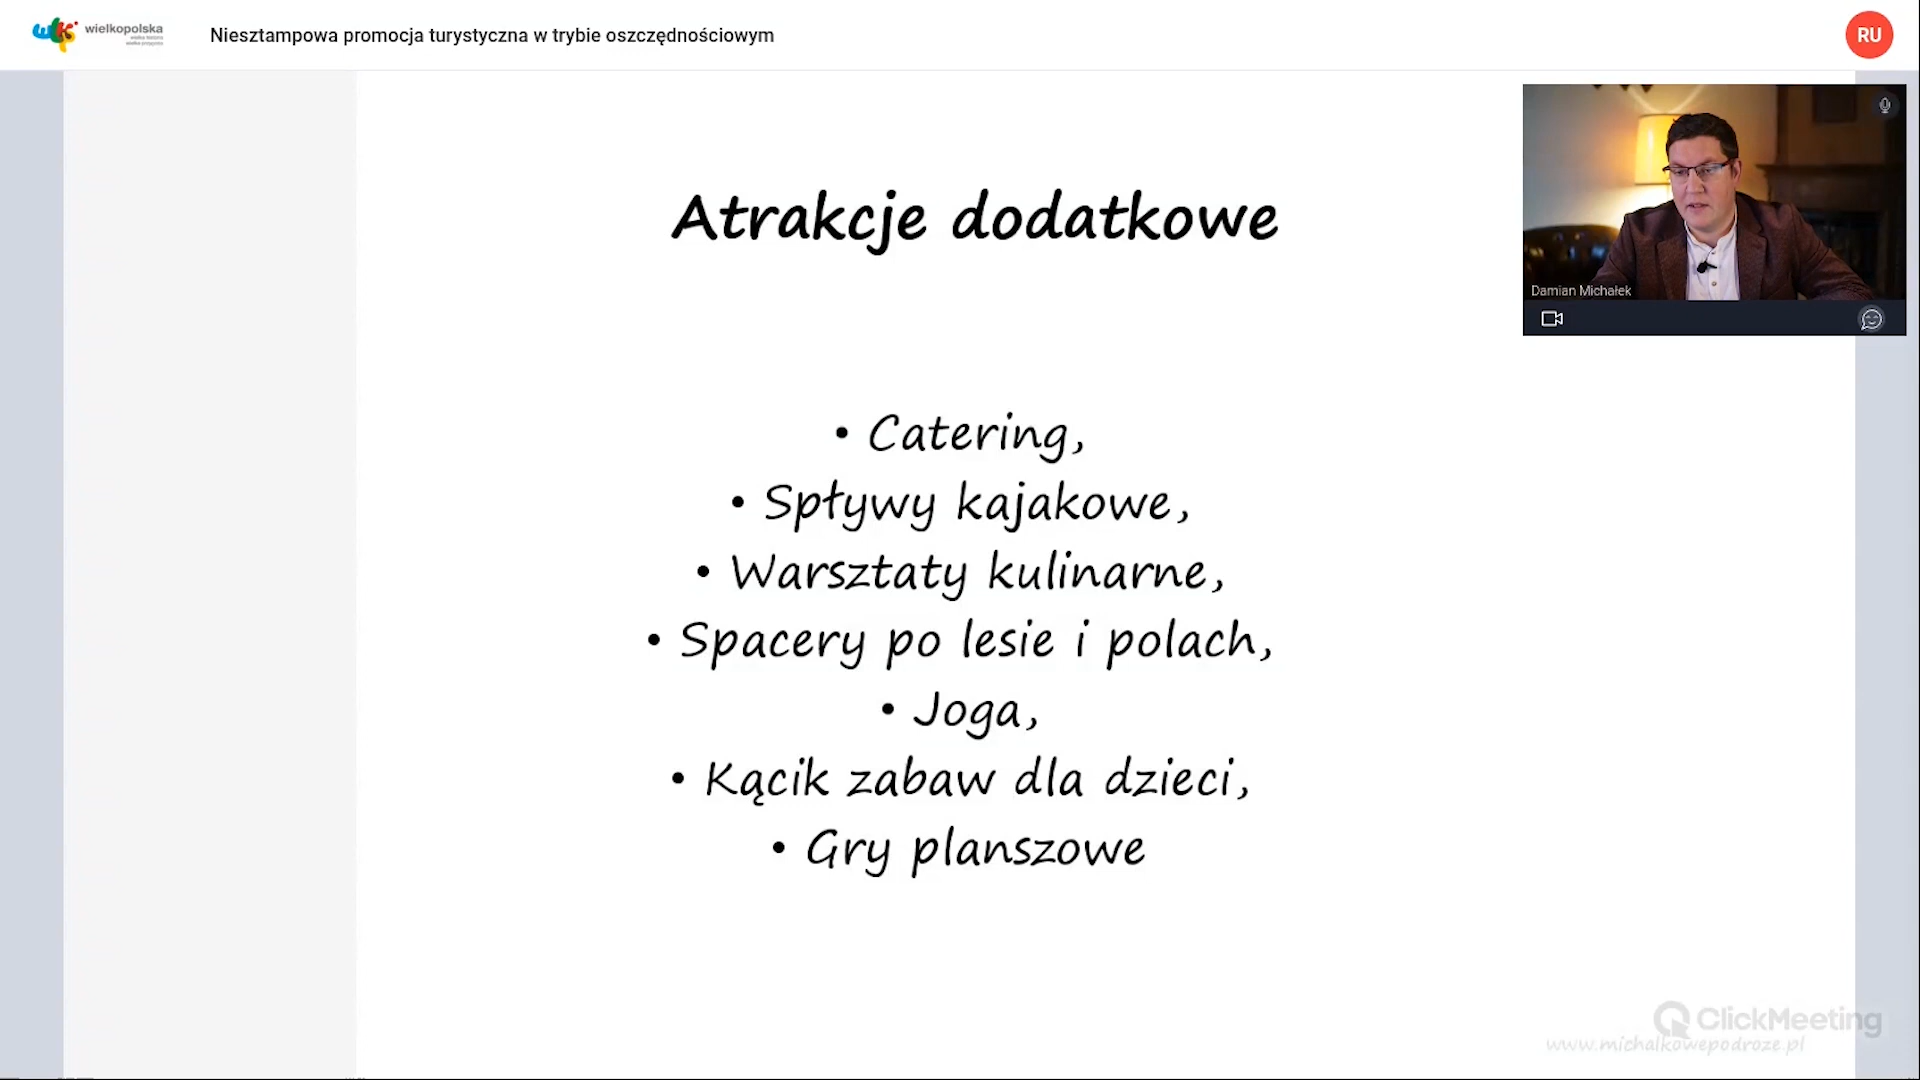 wielkopolska
Niesztampowa promocja turystyczna w trybie oszczędnościowym
RU
Atrakcje dodatkowe
Damian Michałek
• Catering,
• Spływy kajakowe,
• Warsztaty kulinarne,
• Spacery po lesie i polach,
• Joga,
• Kącik zabaw dla dzieci,
• Gry planszowe
ClickMeeting
www.michalkowepodroze.pl